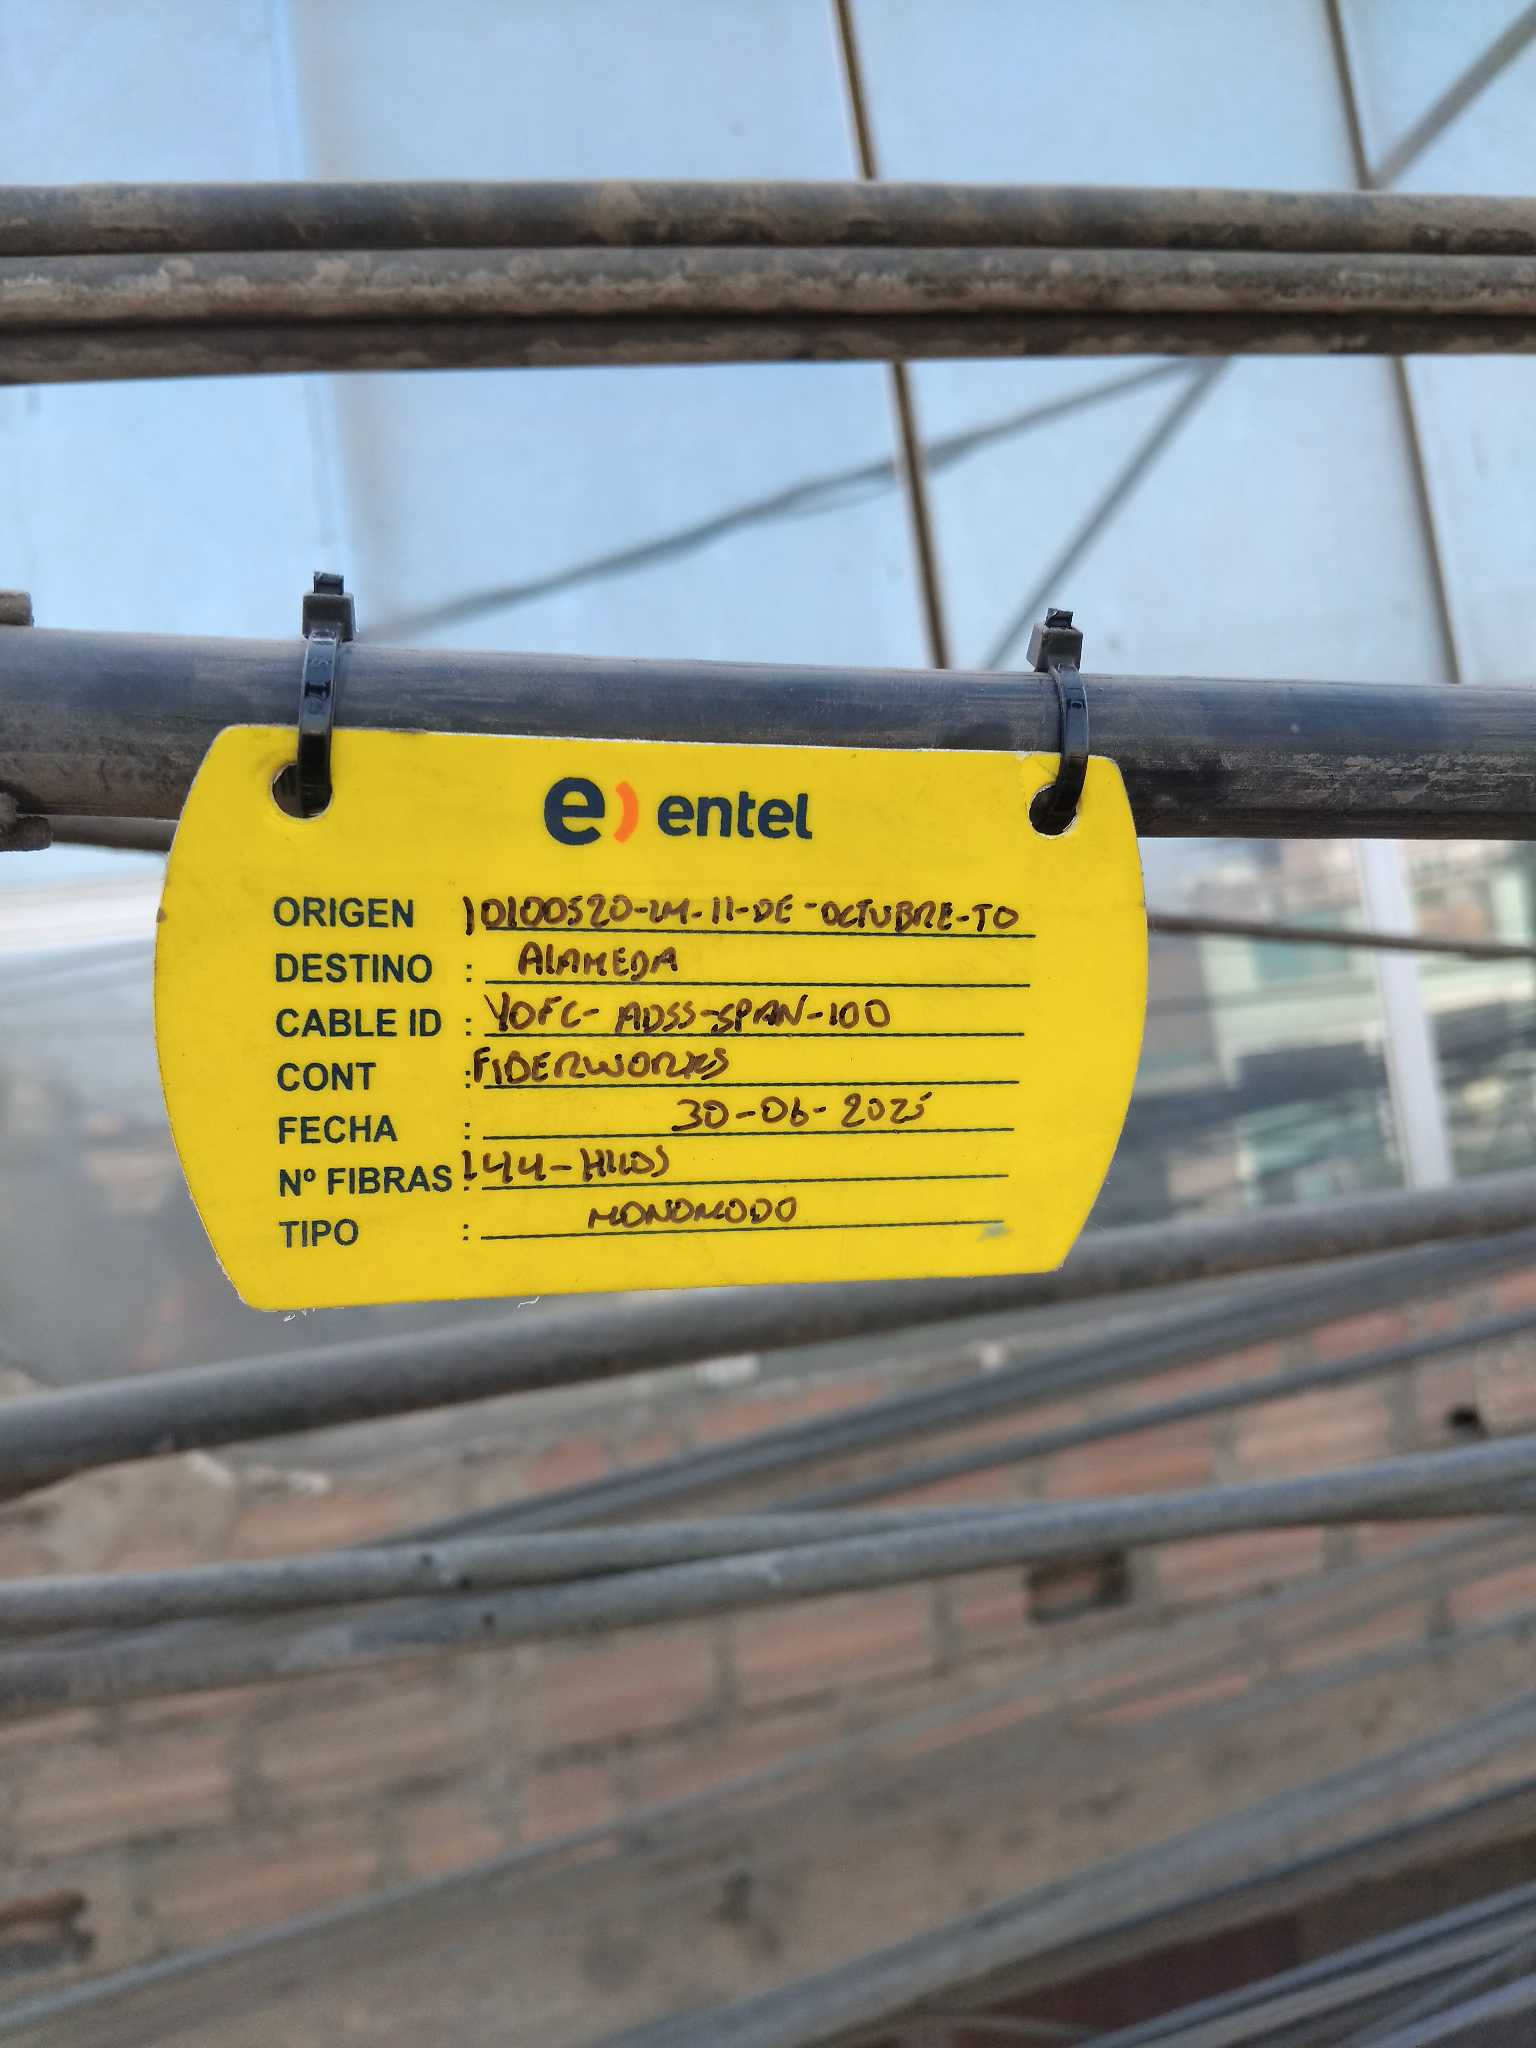 e) entel
ORIGEN 10100520-LM-11-DE-OCTUBRE-TO
DESTINO : ALAMEDA
CABLE ID : YOFC-ADSS-SPAN-100
CONT : FIBERWORKS
FECHA : 30-06-2025
Nº FIBRAS : 144-HILOS
TIPO : MONOMODO